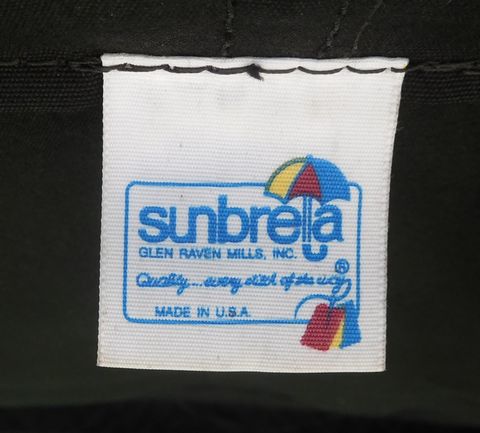 sunbrella
GLEN RAVEN MILLS, INC.
Quality....every stitch of the way
®
MADE IN U.S.A.